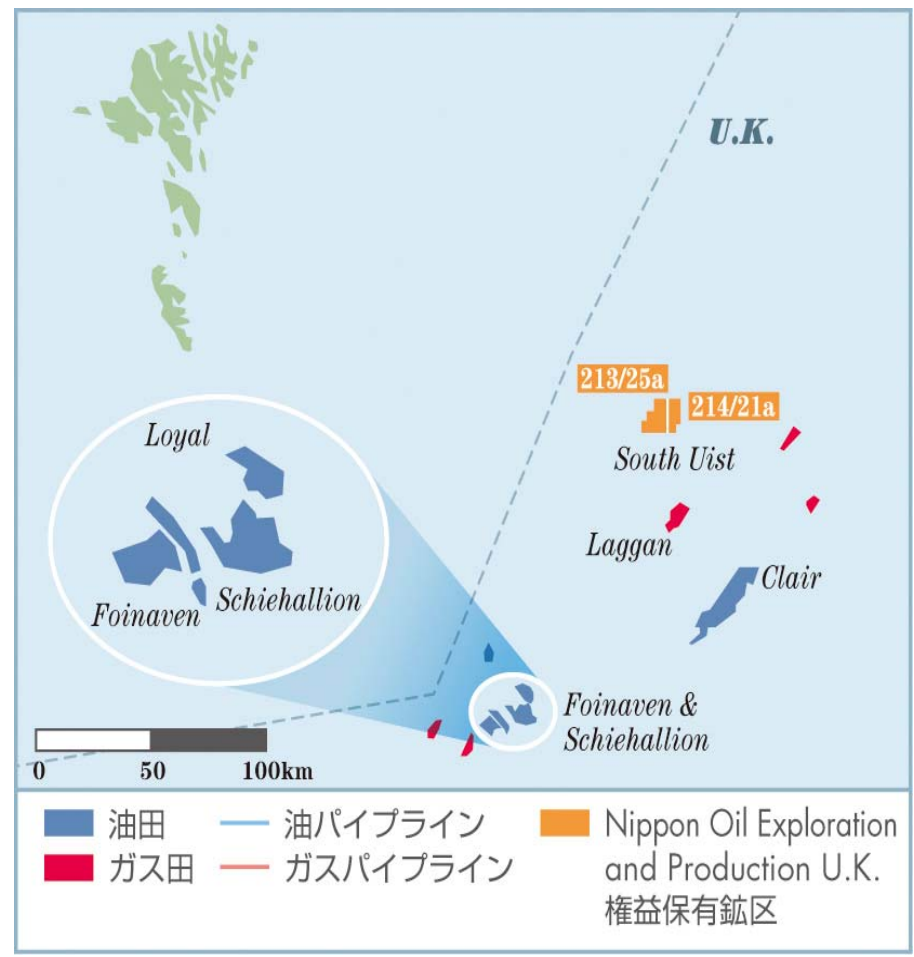 U.K.
213/25a
214/21a
South Uist
Loyal
Laggan
Clair
Foinaven
Schiehallion
Foinaven &
Schiehallion
0 50 100km
油田
油パイプライン
Nippon Oil Exploration
and Production U.K.
権益保有鉱区
ガス田
ガスパイプライン